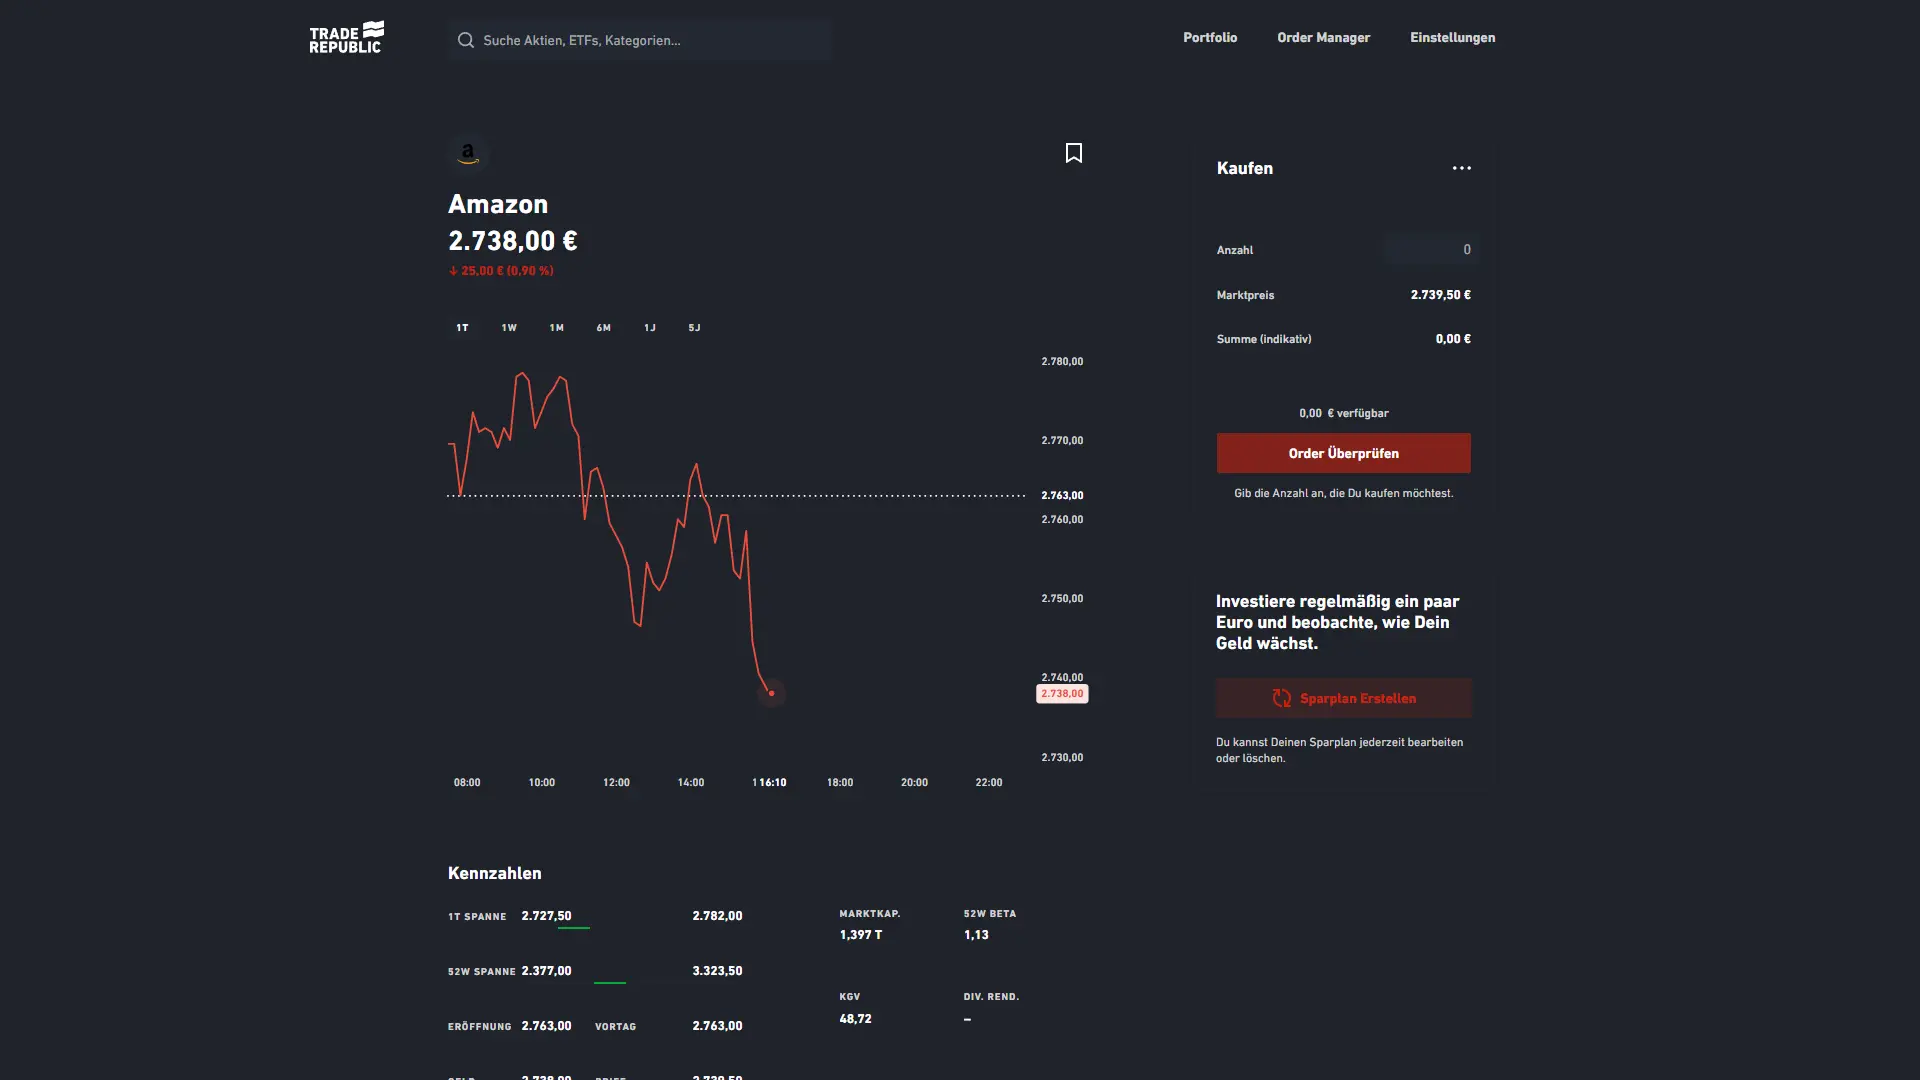 TRADE REPUBLIC
Suche Aktien, ETFs, Kategorien...
Portfolio
Order Manager
Einstellungen
a
Amazon
2.738,00 €
↓ 25,00 € (0,90 %)
1T 1W 1M 6M 1J 5J
2.780,00
2.770,00
2.763,00
2.760,00
2.750,00
2.740,00
2.738,00
2.730,00
08:00 10:00 12:00 14:00 1 16:10 18:00 20:00 22:00
Kaufen
Anzahl 0
Marktpreis 2.739,50 €
Summe (indikativ) 0,00 €
0,00 € verfügbar
Order Überprüfen
Gib die Anzahl an, die Du kaufen möchtest.
Investiere regelmäßig ein paar
Euro und beobachte, wie Dein
Geld wächst.
Sparplan Erstellen
Du kannst Deinen Sparplan jederzeit bearbeiten
oder löschen.
Kennzahlen
1T SPANNE 2.727,50 2.782,00
52W SPANNE 2.377,00 3.323,50
ERÖFFNUNG 2.763,00 VORTAG 2.763,00
GELD 2.738,00 BRIEF 2.739,50
MARKTKAP. 52W BETA
1,397 T 1,13
KGV DIV. REND.
48,72 –